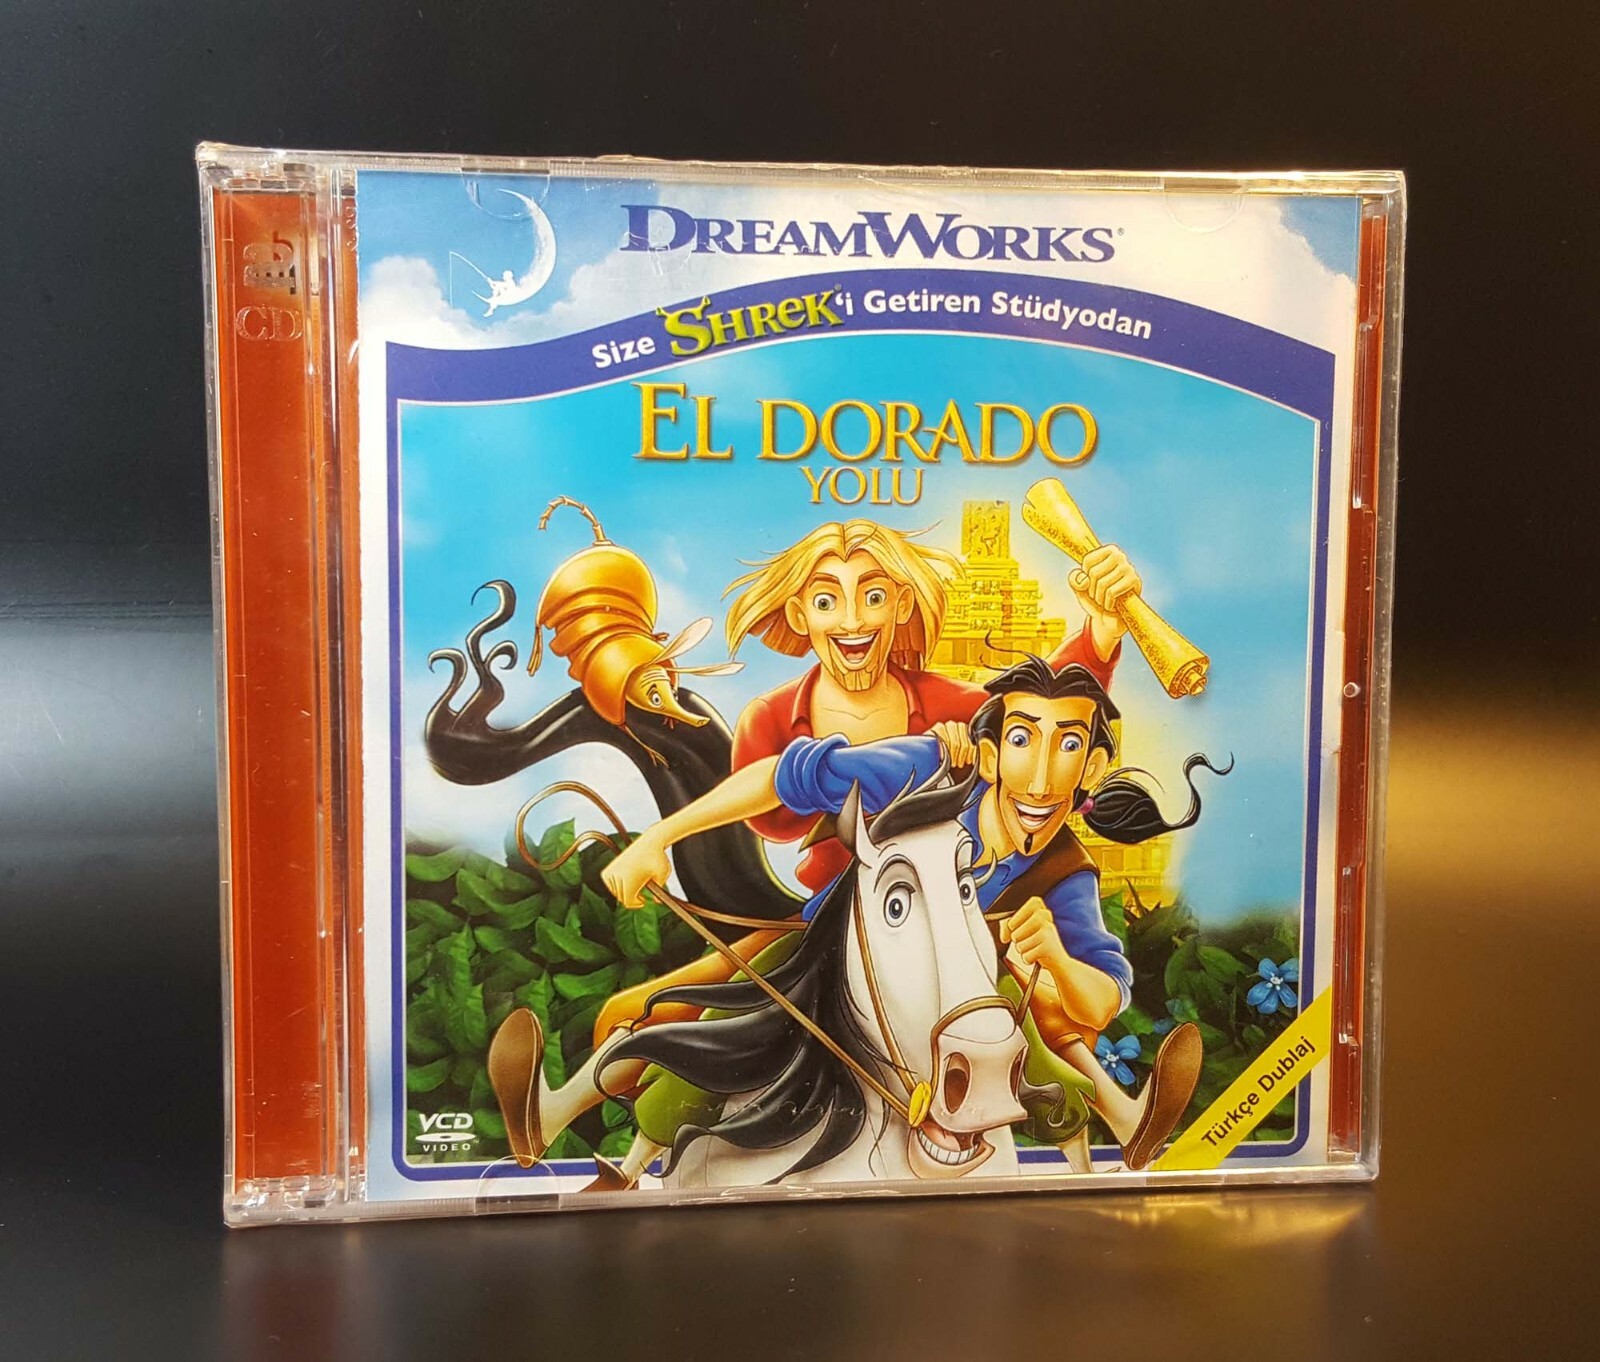 DREAMWORKS®
Size SHREK®'i Getiren Stüdyodan
EL DORADO
YOLU
2
CD
VCD
VIDEO
Türkçe Dublaj